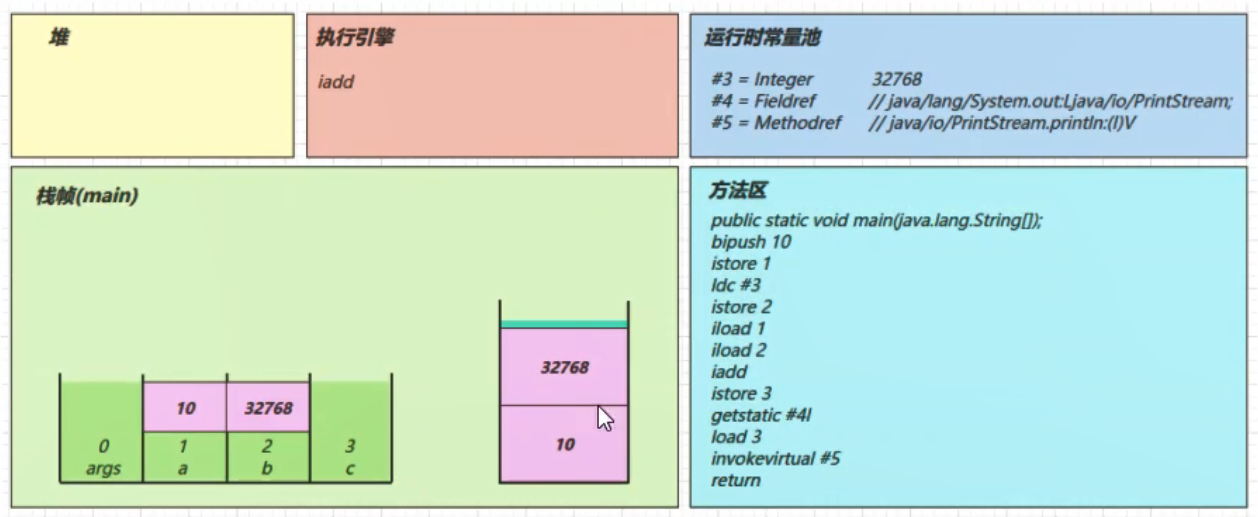 堆
执行引擎
iadd
运行时常量池
#3 = Integer 32768
#4 = Fieldref // java/lang/System.out:Ljava/io/PrintStream;
#5 = Methodref // java/io/PrintStream.println:(I)V
栈帧(main)
32768
10
10 32768
0 1 2 3
args a b c
方法区
public static void main(java.lang.String[]);
bipush 10
istore 1
ldc #3
istore 2
iload 1
iload 2
iadd
istore 3
getstatic #4l
load 3
invokevirtual #5
return